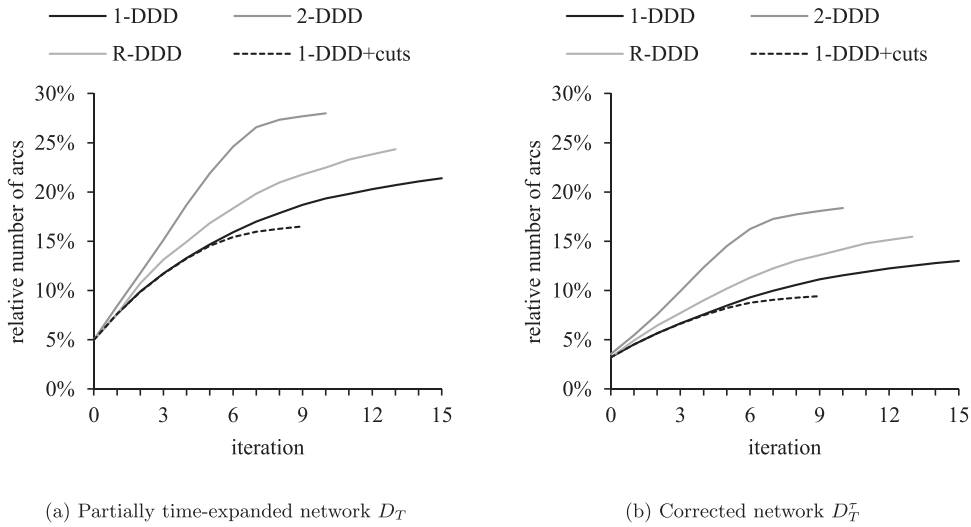 1-DDD 2-DDD
R-DDD 1-DDD+cuts
30%
25%
20%
15%
10%
5%
0%
relative number of arcs
0 3 6 9 12 15
iteration
(a) Partially time-expanded network D_T
1-DDD 2-DDD
R-DDD 1-DDD+cuts
30%
25%
20%
15%
10%
5%
0%
relative number of arcs
0 3 6 9 12 15
iteration
(b) Corrected network D_T^τ̄